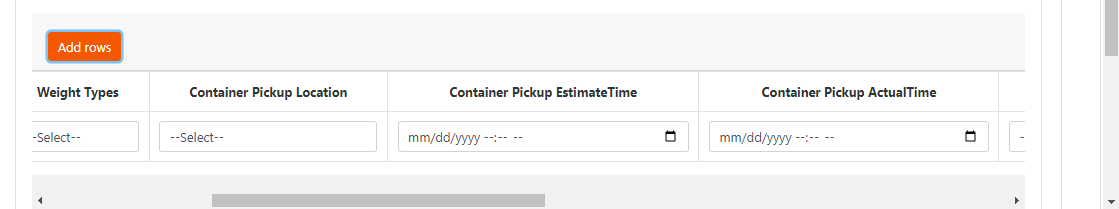 Add rows
Weight Types Container Pickup Location Container Pickup EstimateTime Container Pickup ActualTime
-Select-- --Select-- mm/dd/yyyy --:-- -- mm/dd/yyyy --:-- -- -